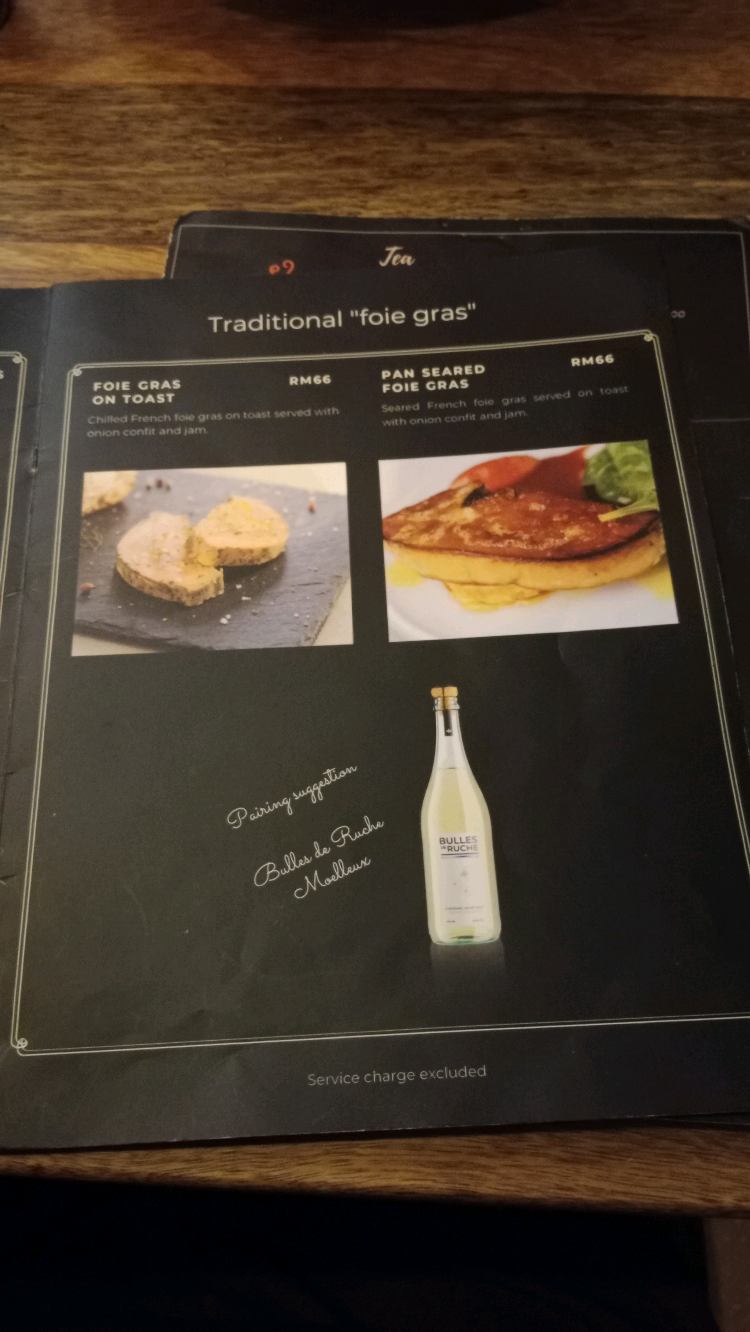 Tea
Traditional "foie gras"
FOIE GRAS
ON TOAST
RM66
Chilled French foie gras on toast served with
onion confit and jam.
PAN SEARED
FOIE GRAS
RM66
Seared French foie gras served on toast
with onion confit and jam.
Pairing suggestion
Bulles de Ruche
Moelleux
BULLES
DE RUCHE
Service charge excluded